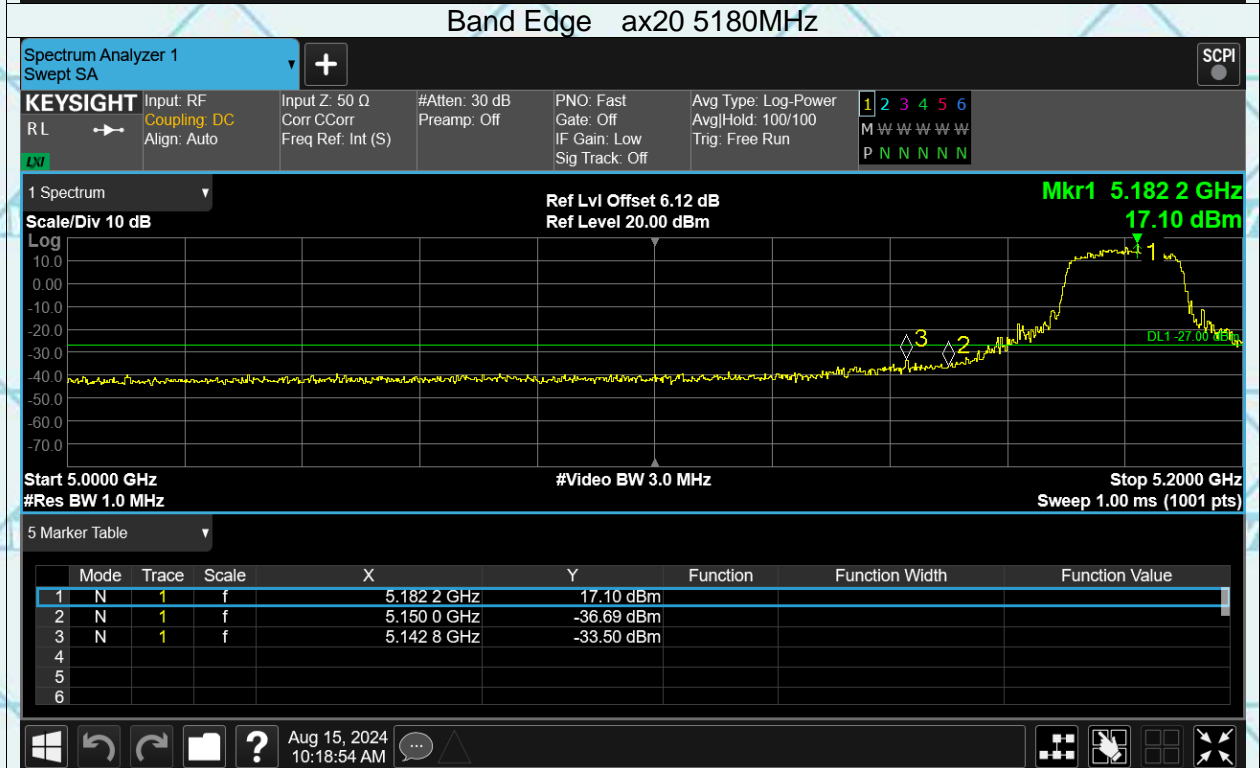 Band Edge ax20 5180MHz
Spectrum Analyzer 1
Swept SA
+
SCPI
KEYSIGHT
R L
LXI
Input: RF
Coupling: DC
Align: Auto
Input Z: 50 Ω
Corr CCorr
Freq Ref: Int (S)
#Atten: 30 dB
Preamp: Off
PNO: Fast
Gate: Off
IF Gain: Low
Sig Track: Off
Avg Type: Log-Power
Avg|Hold: 100/100
Trig: Free Run
1 2 3 4 5 6
M W W W W W
P N N N N N
1 Spectrum
Scale/Div 10 dB
Ref Lvl Offset 6.12 dB
Ref Level 20.00 dBm
Mkr1 5.182 2 GHz
17.10 dBm
Log
10.0
0.00
-10.0
-20.0
-30.0
-40.0
-50.0
-60.0
-70.0
1
3
2
DL1 -27.00 dBm
Start 5.0000 GHz
#Res BW 1.0 MHz
#Video BW 3.0 MHz
Stop 5.2000 GHz
Sweep 1.00 ms (1001 pts)
5 Marker Table
Mode Trace Scale X Y Function Function Width Function Value
1 N 1 f 5.182 2 GHz 17.10 dBm
2 N 1 f 5.150 0 GHz -36.69 dBm
3 N 1 f 5.142 8 GHz -33.50 dBm
4
5
6
?
Aug 15, 2024
10:18:54 AM